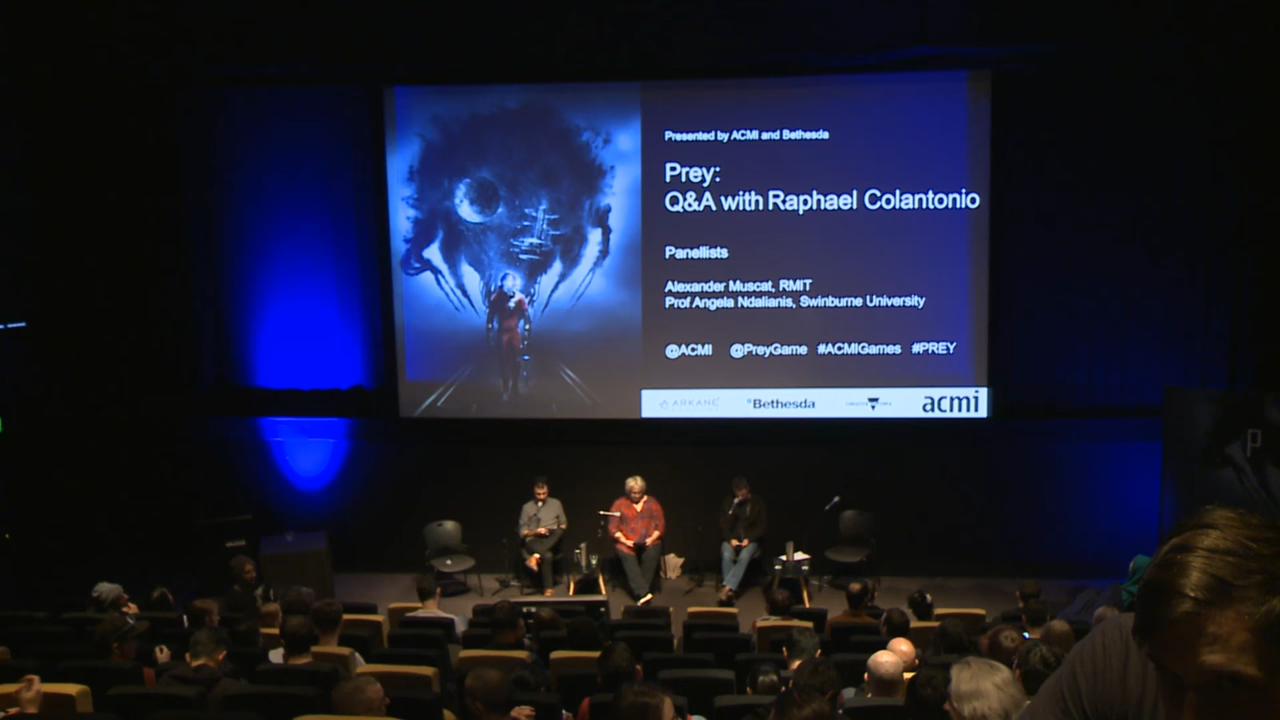 Presented by ACMI and Bethesda
Prey:
Q&A with Raphael Colantonio
Panellists
Alexander Muscat, RMIT
Prof Angela Ndalianis, Swinburne University
@ACMI @PreyGame #ACMIGames #PREY
ARKANE Bethesda acmi